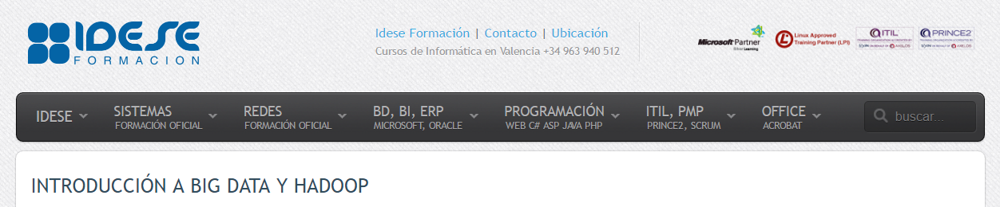 IDESE
FORMACION
Idese Formación | Contacto | Ubicación
Cursos de Informática en Valencia +34 963 940 512
Microsoft Partner
Silver Learning
Linux Approved
Training Partner (LPI)
ITIL
PRINCE2
IDESE
SISTEMAS
FORMACIÓN OFICIAL
REDES
FORMACIÓN OFICIAL
BD, BI, ERP
MICROSOFT, ORACLE
PROGRAMACIÓN
WEB C# ASP JAVA PHP
ITIL, PMP
PRINCE2, SCRUM
OFFICE
ACROBAT
buscar...
INTRODUCCIÓN A BIG DATA Y HADOOP